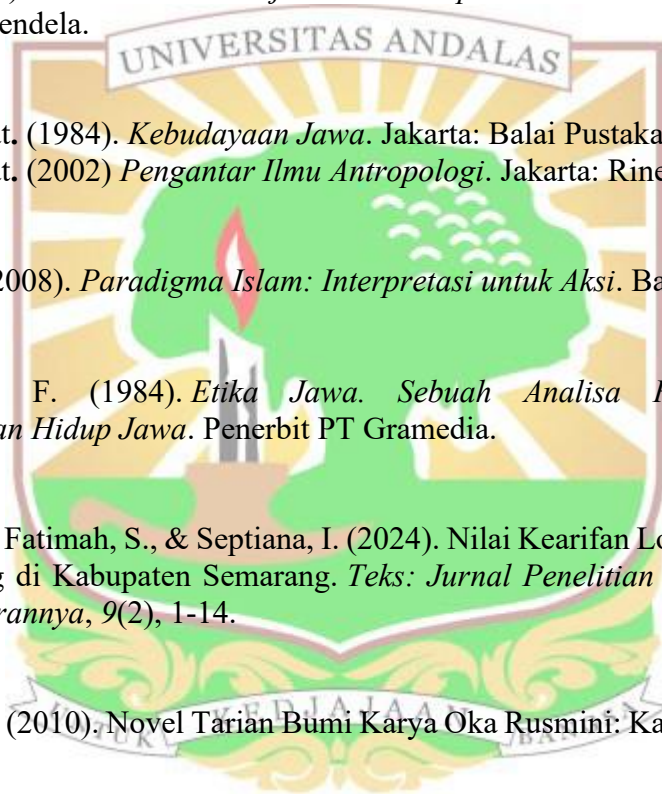 endela.
UNIVERSITAS ANDALAS
t. (1984). Kebudayaan Jawa. Jakarta: Balai Pustaka
t. (2002) Pengantar Ilmu Antropologi. Jakarta: Rine
2008). Paradigma Islam: Interpretasi untuk Aksi. Ba
F. (1984). Etika Jawa. Sebuah Analisa
an Hidup Jawa. Penerbit PT Gramedia.
Fatimah, S., & Septiana, I. (2024). Nilai Kearifan Lo
g di Kabupaten Semarang. Teks: Jurnal Penelitian
rannya, 9(2), 1-14.
(2010). Novel Tarian Bumi Karya Oka Rusmini: Ka
UNTUK KEDJAJAAN BANGSA